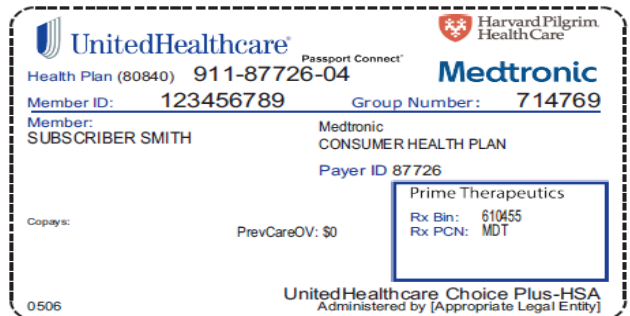 UnitedHealthcare®
Harvard Pilgrim
HealthCare
Passport Connect
Health Plan (80840) 911-87726-04
Medtronic
Member ID: 123456789 Group Number: 714769
Member:
SUBSCRIBER SMITH
Medtronic
CONSUMER HEALTH PLAN
Payer ID 87726
Prime Therapeutics
Rx Bin: 610455
Rx PCN: MDT
Copays:
PrevCareOV: $0
UnitedHealthcare Choice Plus-HSA
0506 Administered by [Appropriate Legal Entity]